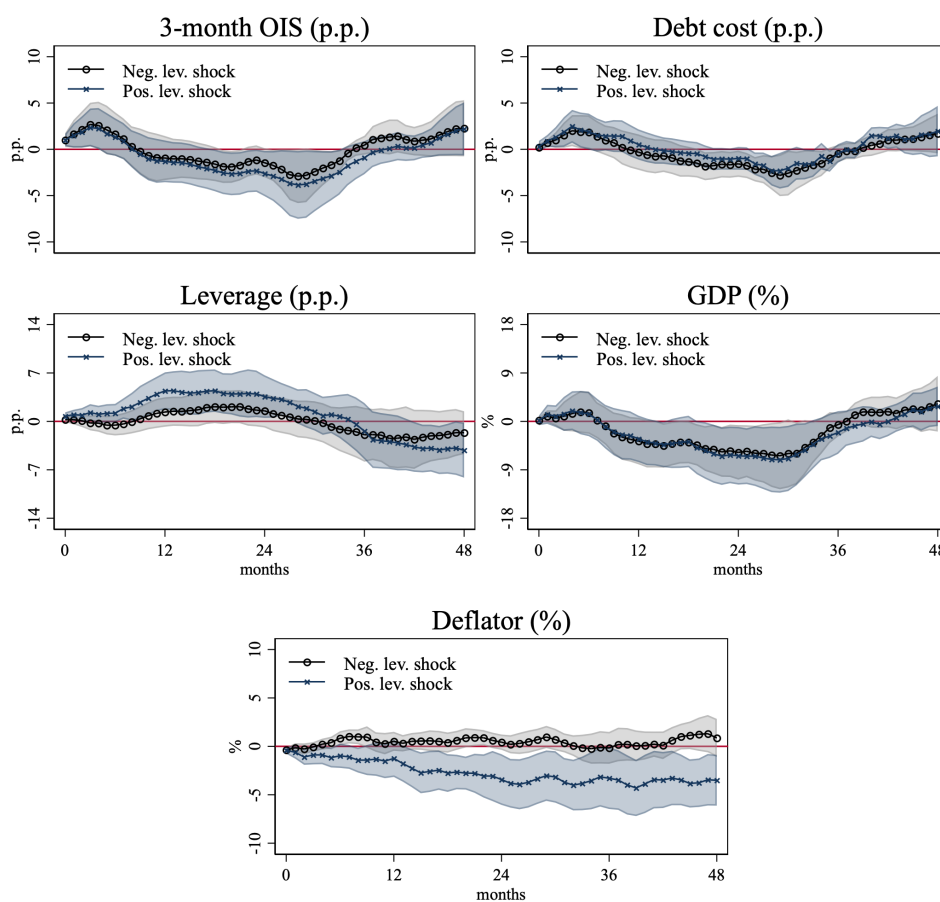 3-month OIS (p.p.)
p.p.
10
5
0
-5
-10
Neg. lev. shock
Pos. lev. shock
Debt cost (p.p.)
p.p.
10
5
0
-5
-10
Neg. lev. shock
Pos. lev. shock
Leverage (p.p.)
p.p.
14
7
0
-7
-14
Neg. lev. shock
Pos. lev. shock
0 12 24 36 48
months
GDP (%)
%
18
9
0
-9
-18
Neg. lev. shock
Pos. lev. shock
0 12 24 36 48
months
Deflator (%)
%
10
5
0
-5
-10
Neg. lev. shock
Pos. lev. shock
0 12 24 36 48
months